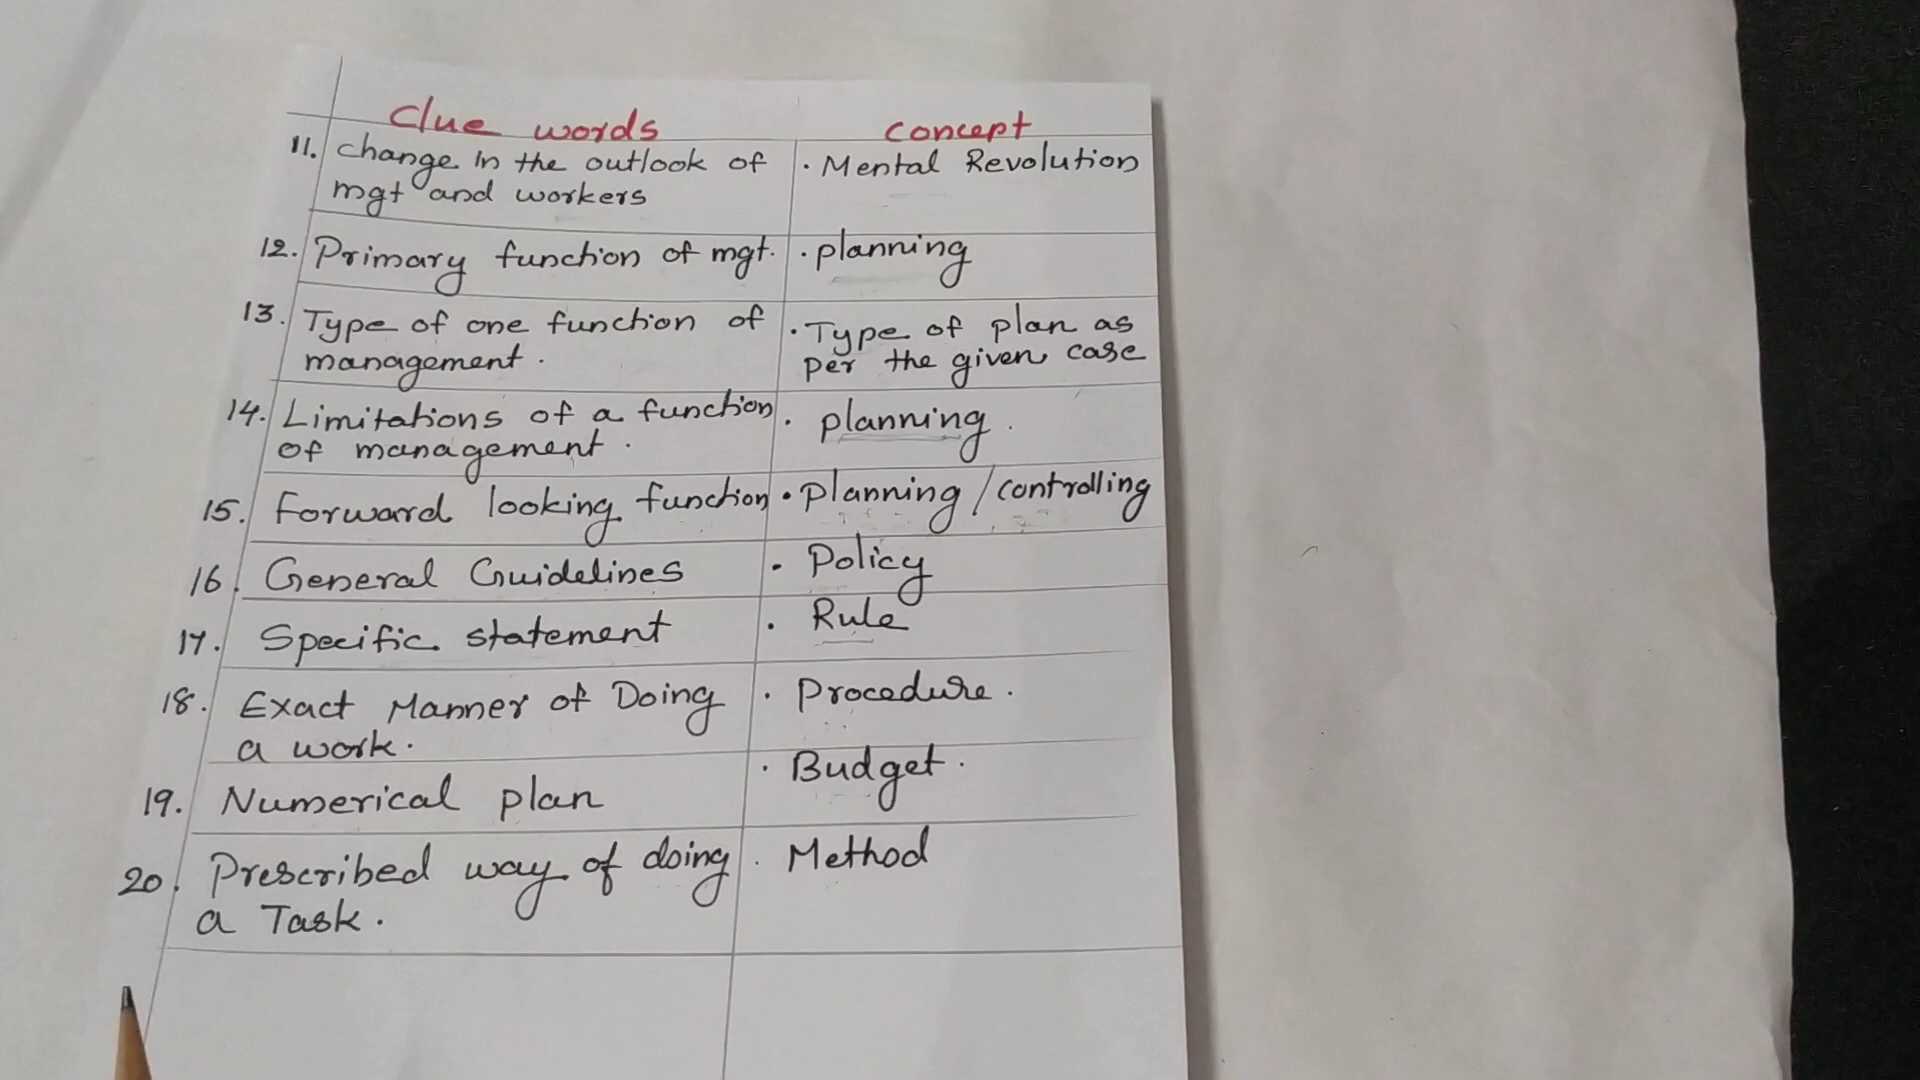 Clue words concept
11. change in the outlook of · Mental Revolution
mgt and workers
12. Primary function of mgt. · planning
13. Type of one function of · Type of plan as
management. per the given case
14. Limitations of a function · planning.
of management.
15. Forward looking function · Planning / controlling
16. General Guidelines · Policy
17. Specific statement · Rule
18. Exact Manner of Doing · Procedure.
a work.
19. Numerical plan · Budget.
20. Prescribed way of doing · Method
a Task.